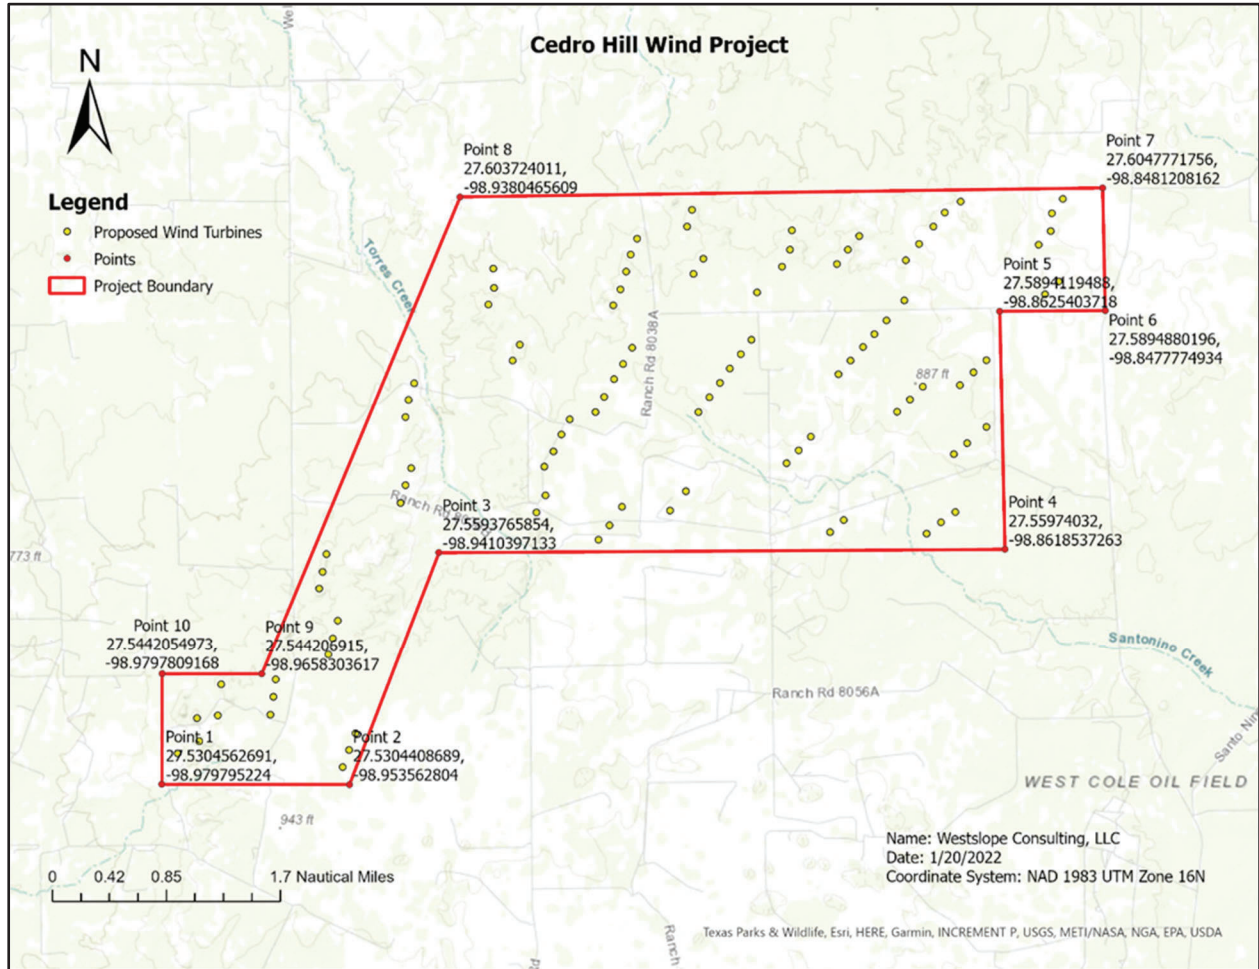 Cedro Hill Wind Project
N
Legend
Proposed Wind Turbines
Points
Project Boundary
Point 8
27.603724011,
-98.9380465609
Point 7
27.6047771756,
-98.8481208162
Torres Creek
Point 5
27.5894119488,
-98.8625403718
Point 6
27.5894880196,
-98.8477774934
Ranch Rd 8038A
887 ft
Ranch Rd
Point 3
27.5593765854,
-98.9410397133
Point 4
27.55974032,
-98.8618537263
773 ft
Point 10
27.5442054973,
-98.9797809168
Point 9
27.544206915,
-98.9658303617
Santonino Creek
Ranch Rd 8056A
Point 1
27.5304562691,
-98.979795224
Point 2
27.5304408689,
-98.953562804
Santo Nin
WEST COLE OIL FIELD
943 ft
Name: Westslope Consulting, LLC
Date: 1/20/2022
Coordinate System: NAD 1983 UTM Zone 16N
0 0.42 0.85 1.7 Nautical Miles
Ranch
Rd
Texas Parks & Wildlife, Esri, HERE, Garmin, INCREMENT P, USGS, METI/NASA, NGA, EPA, USDA